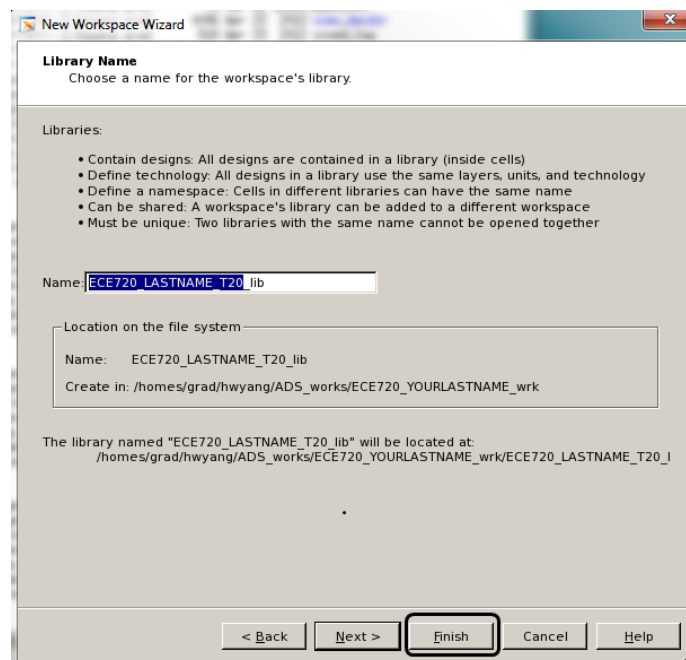 New Workspace Wizard
Library Name
Choose a name for the workspace's library.
Libraries:
• Contain designs: All designs are contained in a library (inside cells)
• Define technology: All designs in a library use the same layers, units, and technology
• Define a namespace: Cells in different libraries can have the same name
• Can be shared: A workspace's library can be added to a different workspace
• Must be unique: Two libraries with the same name cannot be opened together
Name: ECE720_LASTNAME_T20_lib
Location on the file system
Name: ECE720_LASTNAME_T20_lib
Create in: /homes/grad/hwyang/ADS_works/ECE720_YOURLASTNAME_wrk
The library named "ECE720_LASTNAME_T20_lib" will be located at:
/homes/grad/hwyang/ADS_works/ECE720_YOURLASTNAME_wrk/ECE720_LASTNAME_T20_l
< Back Next > Finish Cancel Help